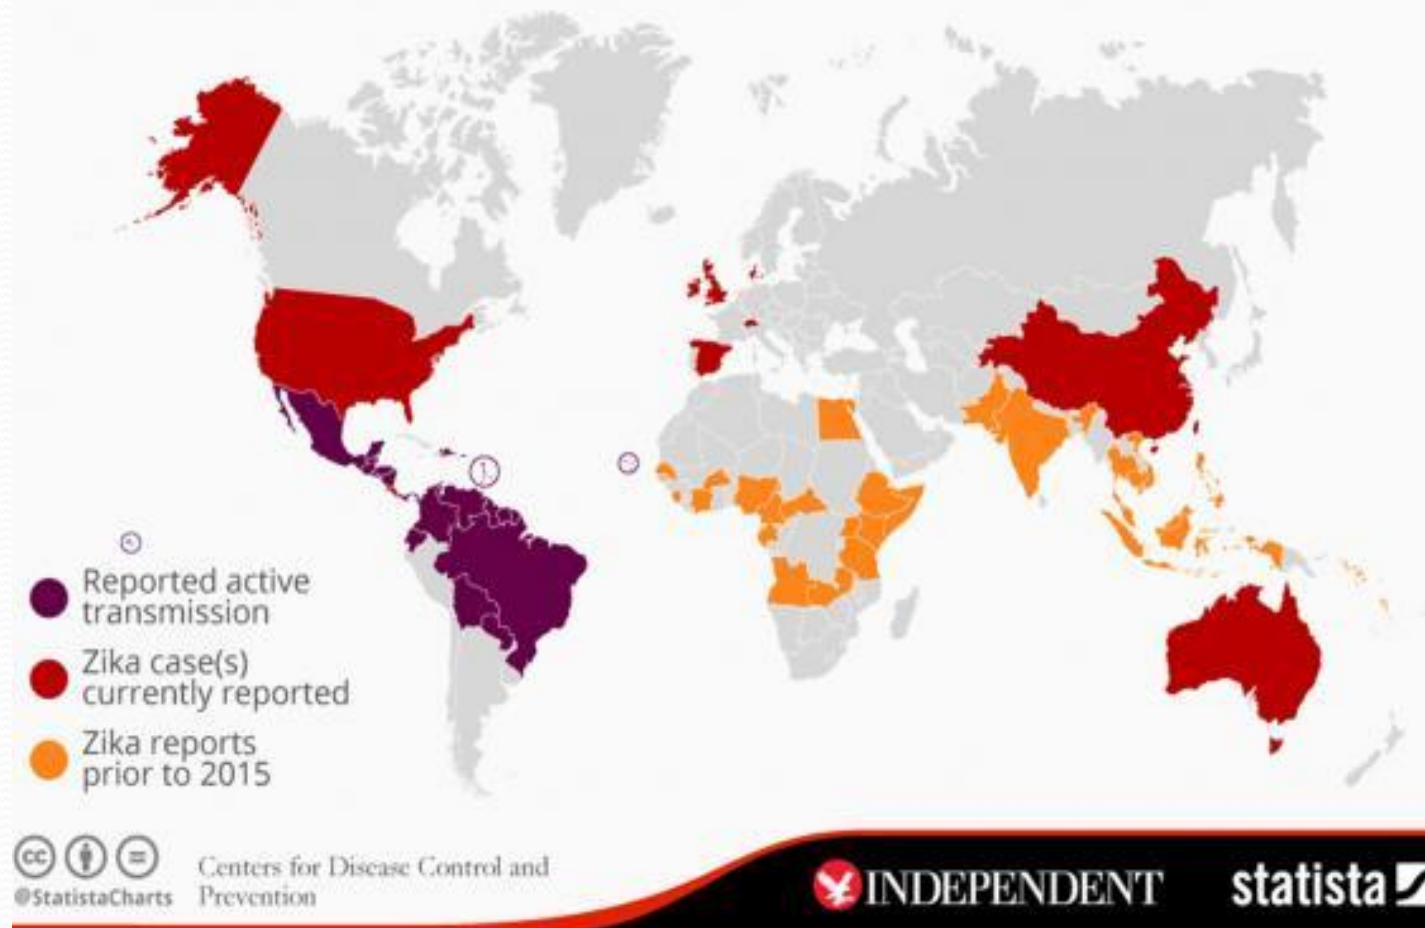 Reported active
transmission
Zika case(s)
currently reported
Zika reports
prior to 2015
cc
@StatistaCharts
Centers for Disease Control and
Prevention
INDEPENDENT
statista